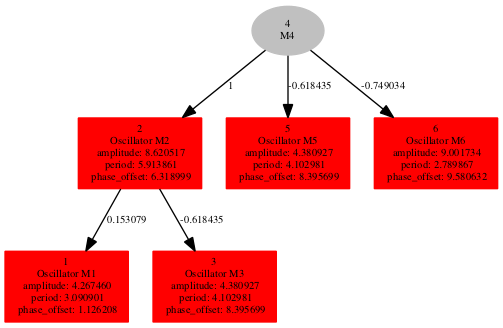 4
M4
1
-0.618435
-0.749034
2
Oscillator M2
amplitude: 8.620517
period: 5.913861
phase_offset: 6.318999
5
Oscillator M5
amplitude: 4.380927
period: 4.102981
phase_offset: 8.395699
6
Oscillator M6
amplitude: 9.001734
period: 2.789867
phase_offset: 9.580632
0.153079
-0.618435
1
Oscillator M1
amplitude: 4.267460
period: 3.090901
phase_offset: 1.126208
3
Oscillator M3
amplitude: 4.380927
period: 4.102981
phase_offset: 8.395699